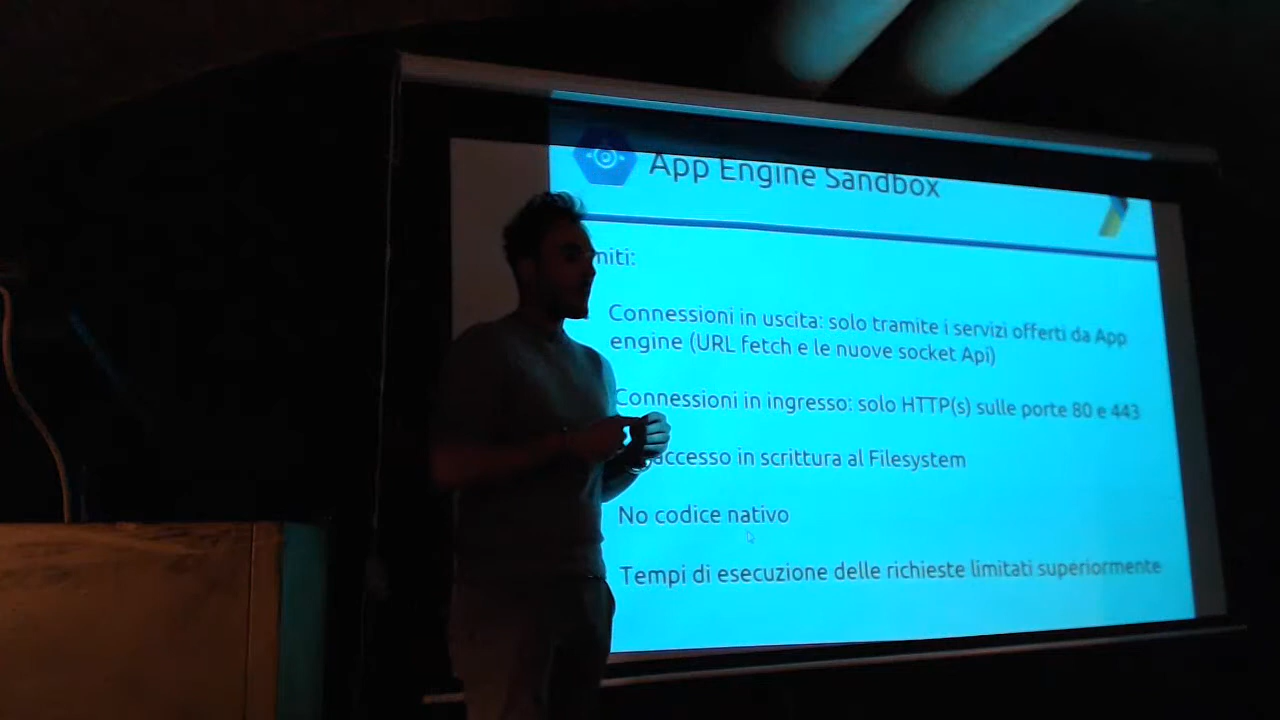 App Engine Sandbox
miti:
Connessioni in uscita: solo tramite i servizi offerti da App
engine (URL fetch e le nuove socket Api)
Connessioni in ingresso: solo HTTP(s) sulle porte 80 e 443
accesso in scrittura al Filesystem
No codice nativo
Tempi di esecuzione delle richieste limitati superiormente